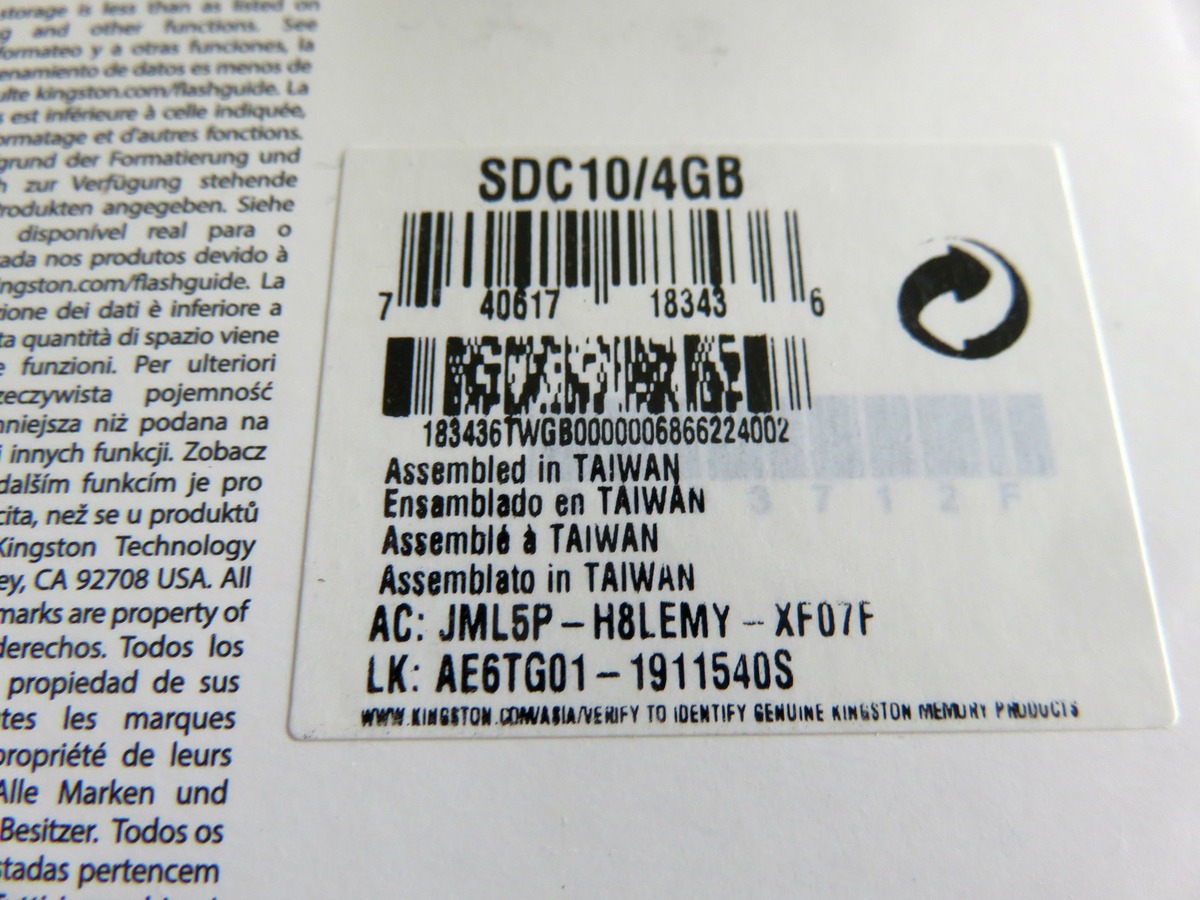 storage is less than as listed on
and other functions. See
formateo y a otras funciones, la
enamiento de datos es menos de
ulte kingston.com/flashguide. La
s est inférieure à celle indiquée,
ormatage et d'autres fonctions.
grund der Formatierung und
h zur Verfügung stehende
Produkten angegeben. Siehe
disponível real para o
ada nos produtos devido à
ingston.com/flashguide. La
zione dei dati è inferiore a
ta quantità di spazio viene
e funzioni. Per ulteriori
zeczywista pojemność
nniejsza niż podana na
i innych funkcji. Zobacz
dalším funkcím je pro
cita, než se u produktů
Kingston Technology
ey, CA 92708 USA. All
marks are property of
derechos. Todos los
propiedad de sus
tes les marques
propriété de leurs
Alle Marken und
Besitzer. Todos os
stadas pertencem
SDC10/4GB
7 40617 18343 6
183436TWGB0000006866224002
Assembled in TAIWAN
Ensamblado en TAIWAN
Assemblé à TAIWAN
Assemblato in TAIWAN
3712F
AC: JML5P-H8LEMY-XF07F
LK: AE6TG01-1911540S
WWW.KINGSTON.COM/ASIA/VERIFY TO IDENTIFY GENUINE KINGSTON MEMORY PRODUCTS